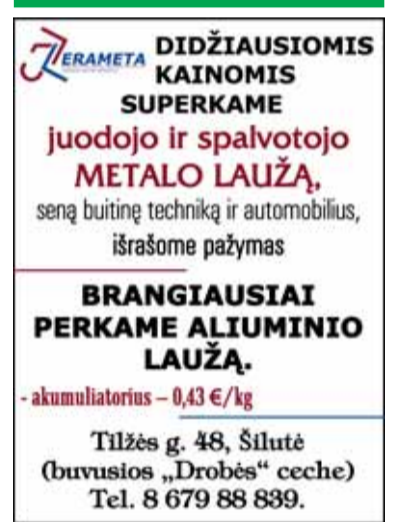 ŽERAMETA
DIDŽIAUSIOMIS
KAINOMIS
SUPERKAME
juodojo ir spalvotojo
METALO LAUŽĄ,
seną buitinę techniką ir automobilius,
išrašome pažymas
BRANGIAUSIAI
PERKAME ALIUMINIO
LAUŽĄ.
- akumuliatorius – 0,43 €/kg
Tilžės g. 48, Šilutė
(buvusios „Drobės“ ceche)
Tel. 8 679 88 839.